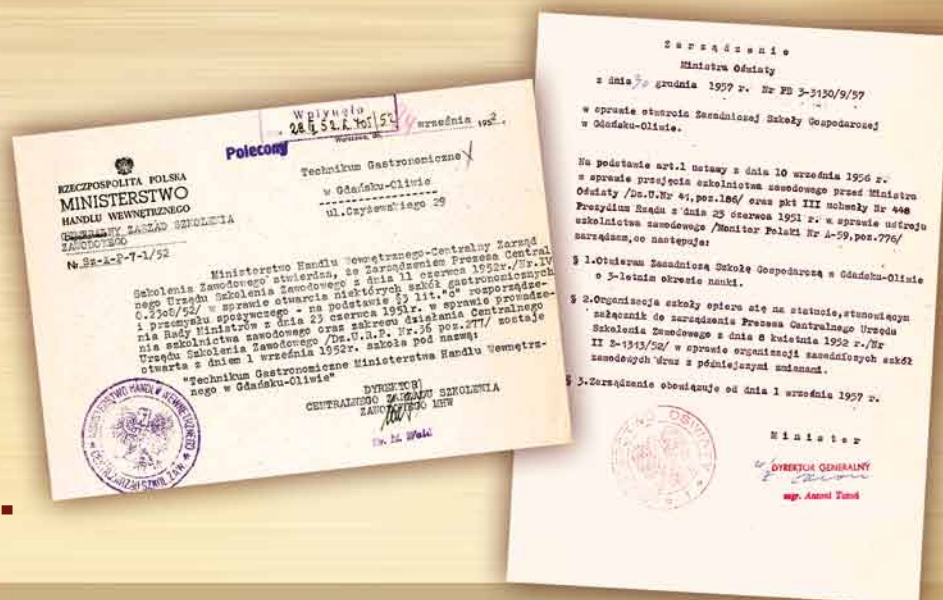 Wpłynęło
28 września 1952.
Polecony
RZECZPOSPOLITA POLSKA
MINISTERSTWO
HANDLU WEWNĘTRZNEGO
ZARZĄD SZKOLENIA
ZAWODOWEGO
Nr Sz-A-P-7-1/52
Technikum Gastronomiczne
w Gdańsku-Oliwie
ul.Czyżewskiego 29
Ministerstwo Handlu Wewnętrznego-Centralny Zarząd
Szkolenia Zawodowego stwierdza, że Zarządzeniem Prezesa Central
nego Urzędu Szkolenia Zawodowego z dnia 11 czerwca 1952r./Nr.IV
0.2308/52/ w sprawie otwarcia niektórych szkół gastronomicznych
i przemysłu spożywczego - na podstawie §3 lit."c" rozporządze-
nia Rady Ministrów z dnia 23 czerwca 1951r. w sprawie prowadze-
nia szkolnictwa zawodowego oraz zakresu działania Centralnego
Urzędu Szkolenia Zawodowego /Dz.U.R.P. Nr.36 poz.277/ zostaje
otwarta z dniem 1 września 1952r. szkoła pod nazwą:
"Technikum Gastronomiczne Ministerstwa Handlu Wewnętrz-
nego w Gdańsku-Oliwie"
DYREKTOR
CENTRALNEGO ZARZĄDU SZKOLENIA
ZAWODOWEGO MHW
MINISTERSTWO HANDLU WEWNĘTRZNEGO
Zarządzenie
Ministra Oświaty
z dnia 30 grudnia 1957 r. Nr PB 3-3130/9/57
w sprawie otwarcia Zasadniczej Szkoły Gospodarczej
w Gdańsku-Oliwie.
Na podstawie art.1 ustawy z dnia 10 września 1956 r.
o sprawie przejęcia szkolnictwa zawodowego przed Ministra
Oświaty /Dz.U.Nr 41,poz.186/ oraz pkt III uchwały Nr 448
Prezydium Rządu z dnia 23 czerwca 1951 r. w sprawie ustroju
szkolnictwa zawodowego /Monitor Polski Nr A-59,poz.776/
zarządzam,co następuje:
§ 1.Otwieram Zasadniczą Szkołę Gospodarczą w Gdańsku-Oliwie
o 3-letnim okresie nauki.
§ 2.Organizacja szkoły opiera się na statucie,stanowiącym
załącznik do zarządzenia Prezesa Centralnego Urzędu
Szkolenia Zawodowego z dnia 8 kwietnia 1952 r./Nr
II Z-1313/52/ w sprawie organizacji zasadniczych szkół
zawodowych wraz z późniejszymi zmianami.
§ 3.Zarządzenie obowiązuje od dnia 1 września 1957 r.
Minister
DYREKTOR GENERALNY
mgr. Antoni